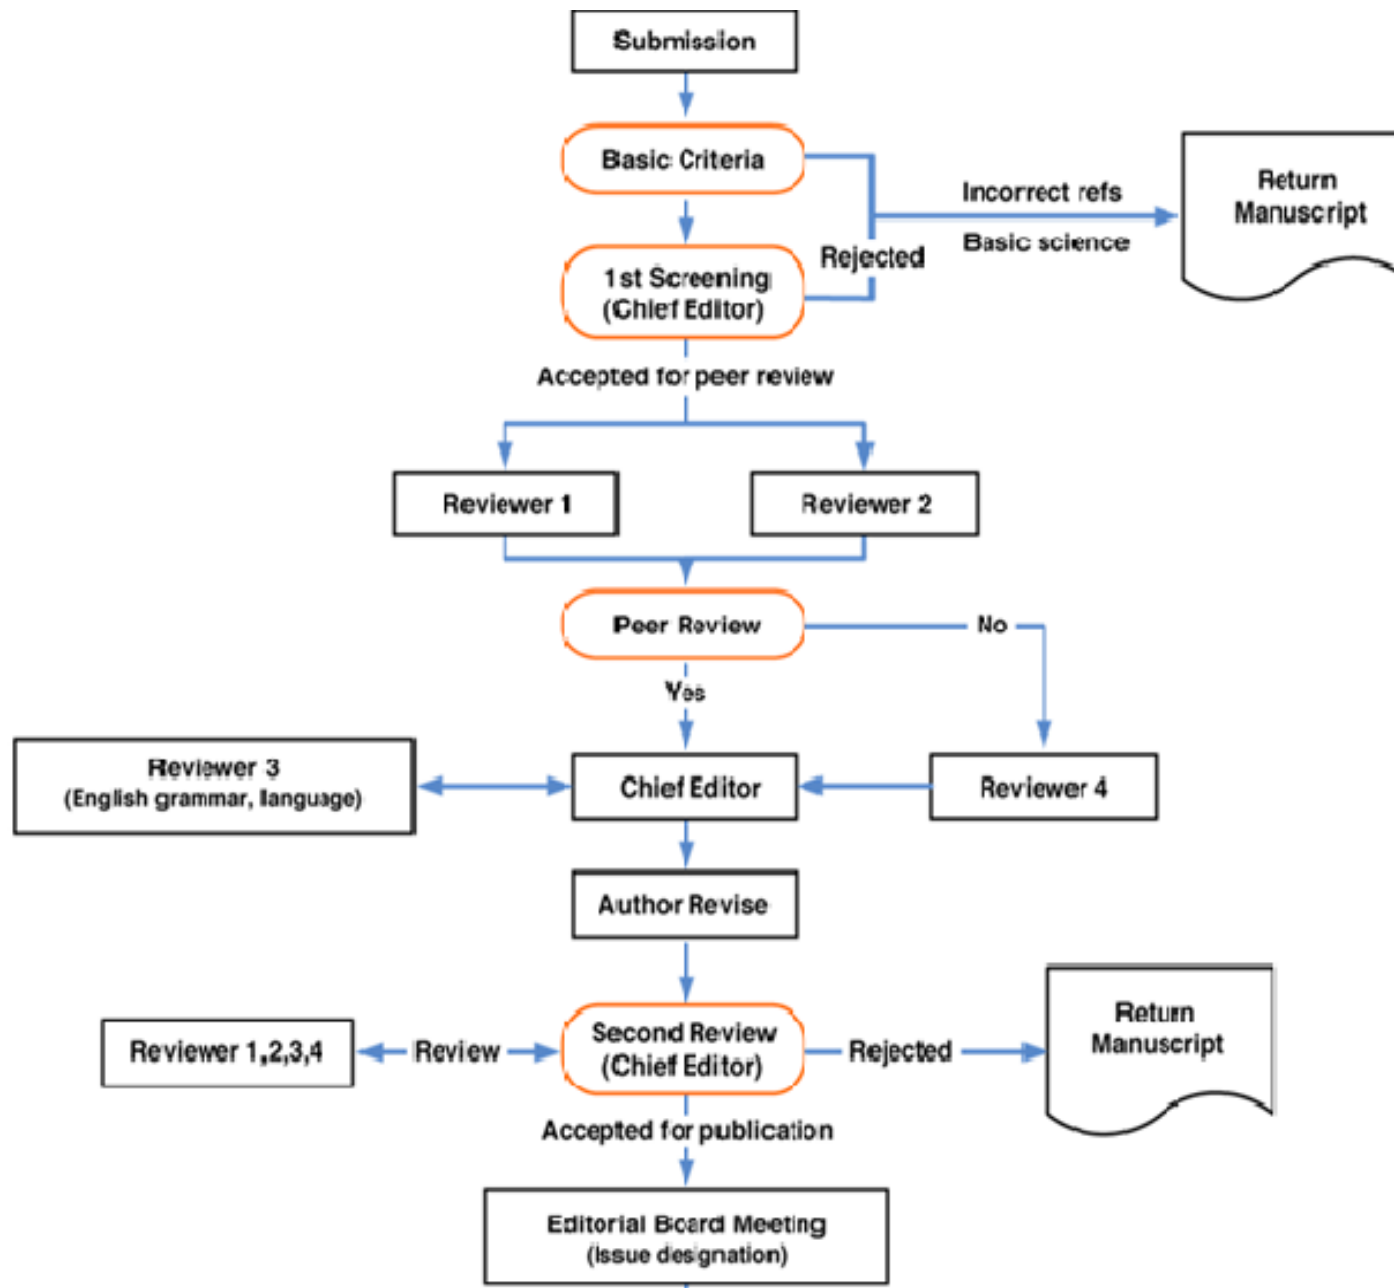 Submission
Basic Criteria
Incorrect refs
Basic science
Return
Manuscript
Rejected
1st Screening
(Chief Editor)
Accepted for peer review
Reviewer 1
Reviewer 2
Peer Review
No
Yes
Reviewer 3
(English grammar, language)
Chief Editor
Reviewer 4
Author Revise
Reviewer 1,2,3,4
Review
Second Review
(Chief Editor)
Rejected
Return
Manuscript
Accepted for publication
Editorial Board Meeting
(Issue designation)